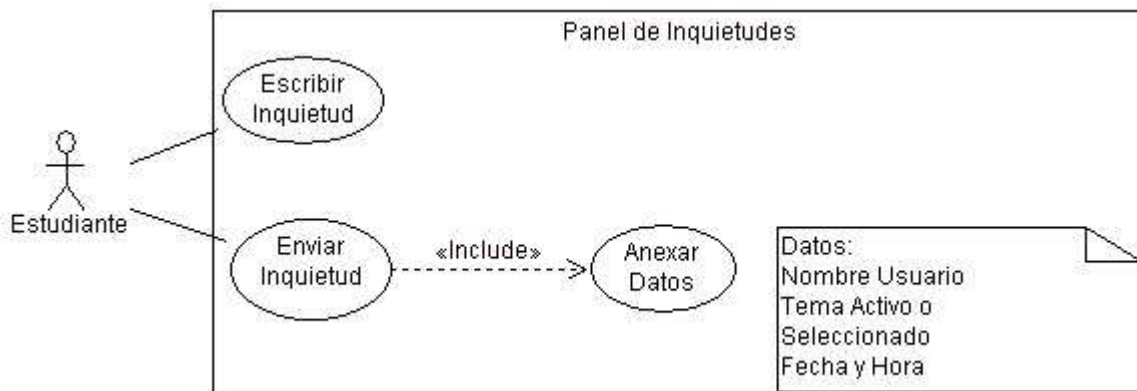 Panel de Inquietudes
Escribir
Inquietud
Estudiante
Enviar
Inquietud
«Include»
Anexar
Datos
Datos:
Nombre Usuario
Tema Activo o
Seleccionado
Fecha y Hora